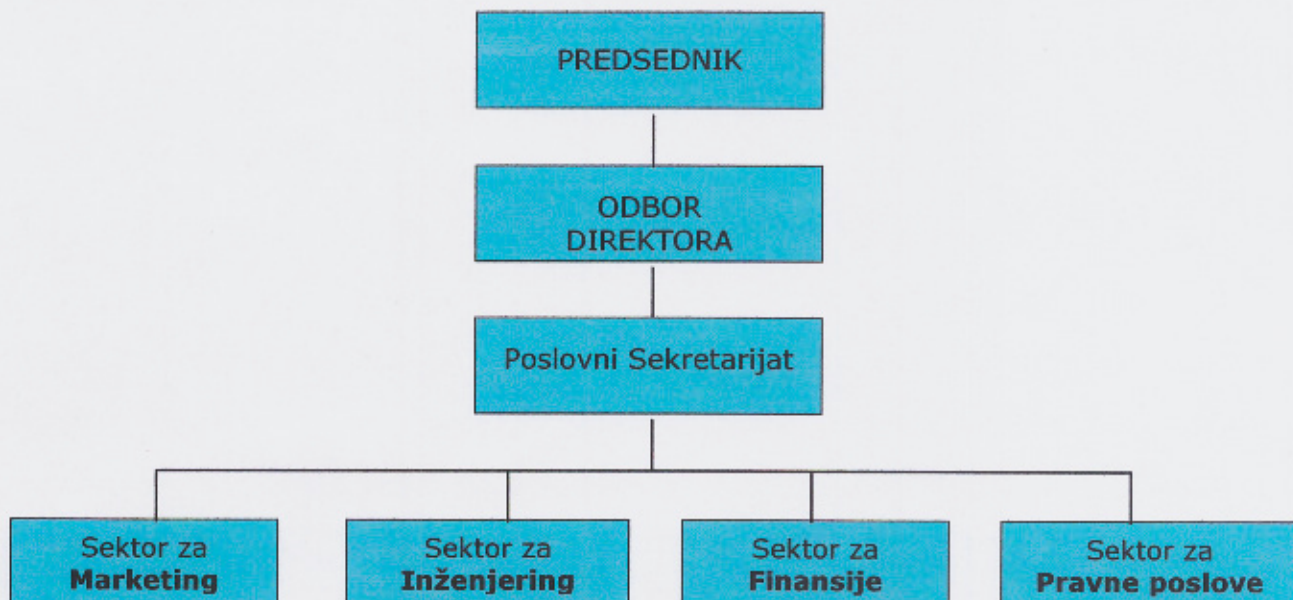 PREDSEDNIK
ODBOR
DIREKTORA
Poslovni Sekretarijat
Sektor za
Marketing
Sektor za
Inženjering
Sektor za
Finansije
Sektor za
Pravne poslove